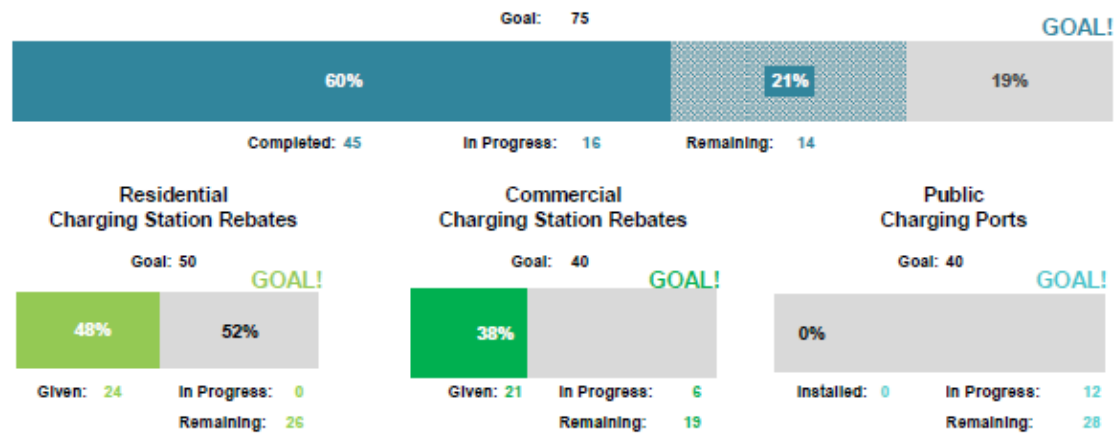 Goal: 75
GOAL!
60% 21% 19%
Completed: 45 In Progress: 16 Remaining: 14
Residential
Charging Station Rebates
Goal: 50
GOAL!
48% 52%
Given: 24 In Progress: 0
Remaining: 26
Commercial
Charging Station Rebates
Goal: 40
GOAL!
38%
Given: 21 In Progress: 6
Remaining: 19
Public
Charging Ports
Goal: 40
GOAL!
0%
Installed: 0 In Progress: 12
Remaining: 28